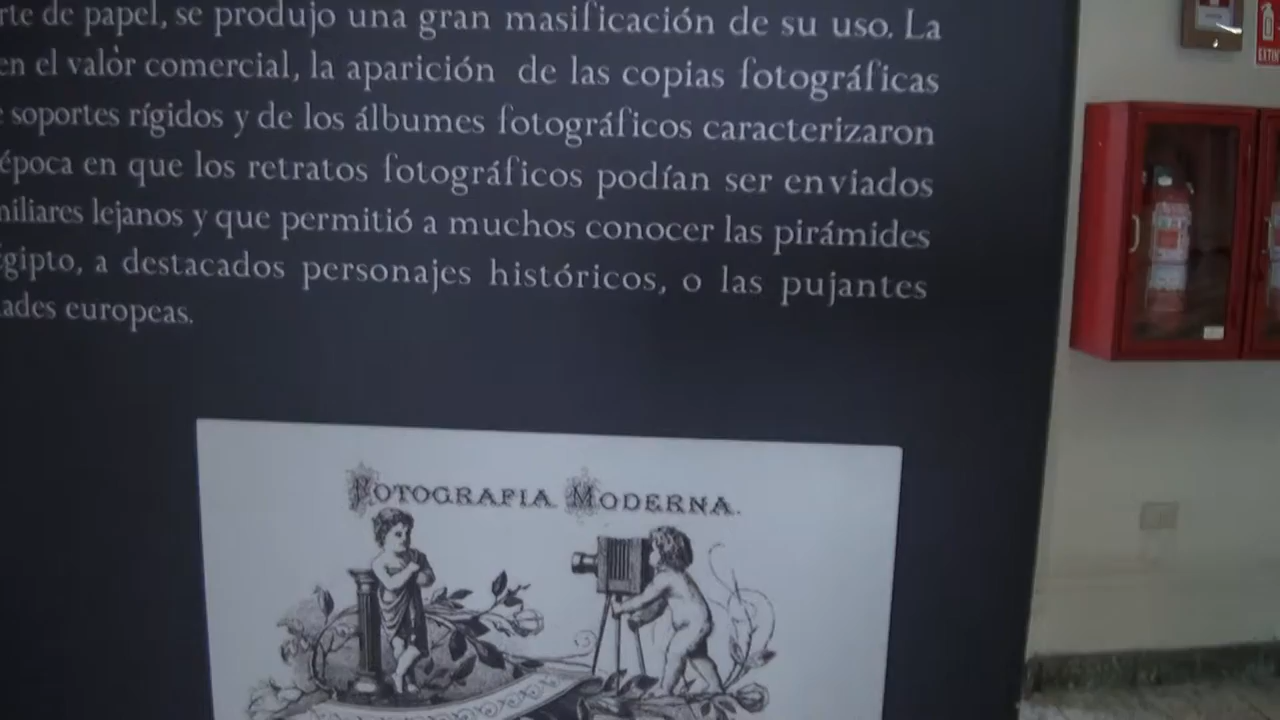 rte de papel, se produjo una gran masificación de su uso. La
en el valor comercial, la aparición de las copias fotográficas
soportes rígidos y de los álbumes fotográficos caracterizaron
época en que los retratos fotográficos podían ser enviados
miliares lejanos y que permitió a muchos conocer las pirámides
Egipto, a destacados personajes históricos, o las pujantes
ades europeas.
FOTOGRAFIA MODERNA.
EXTIN